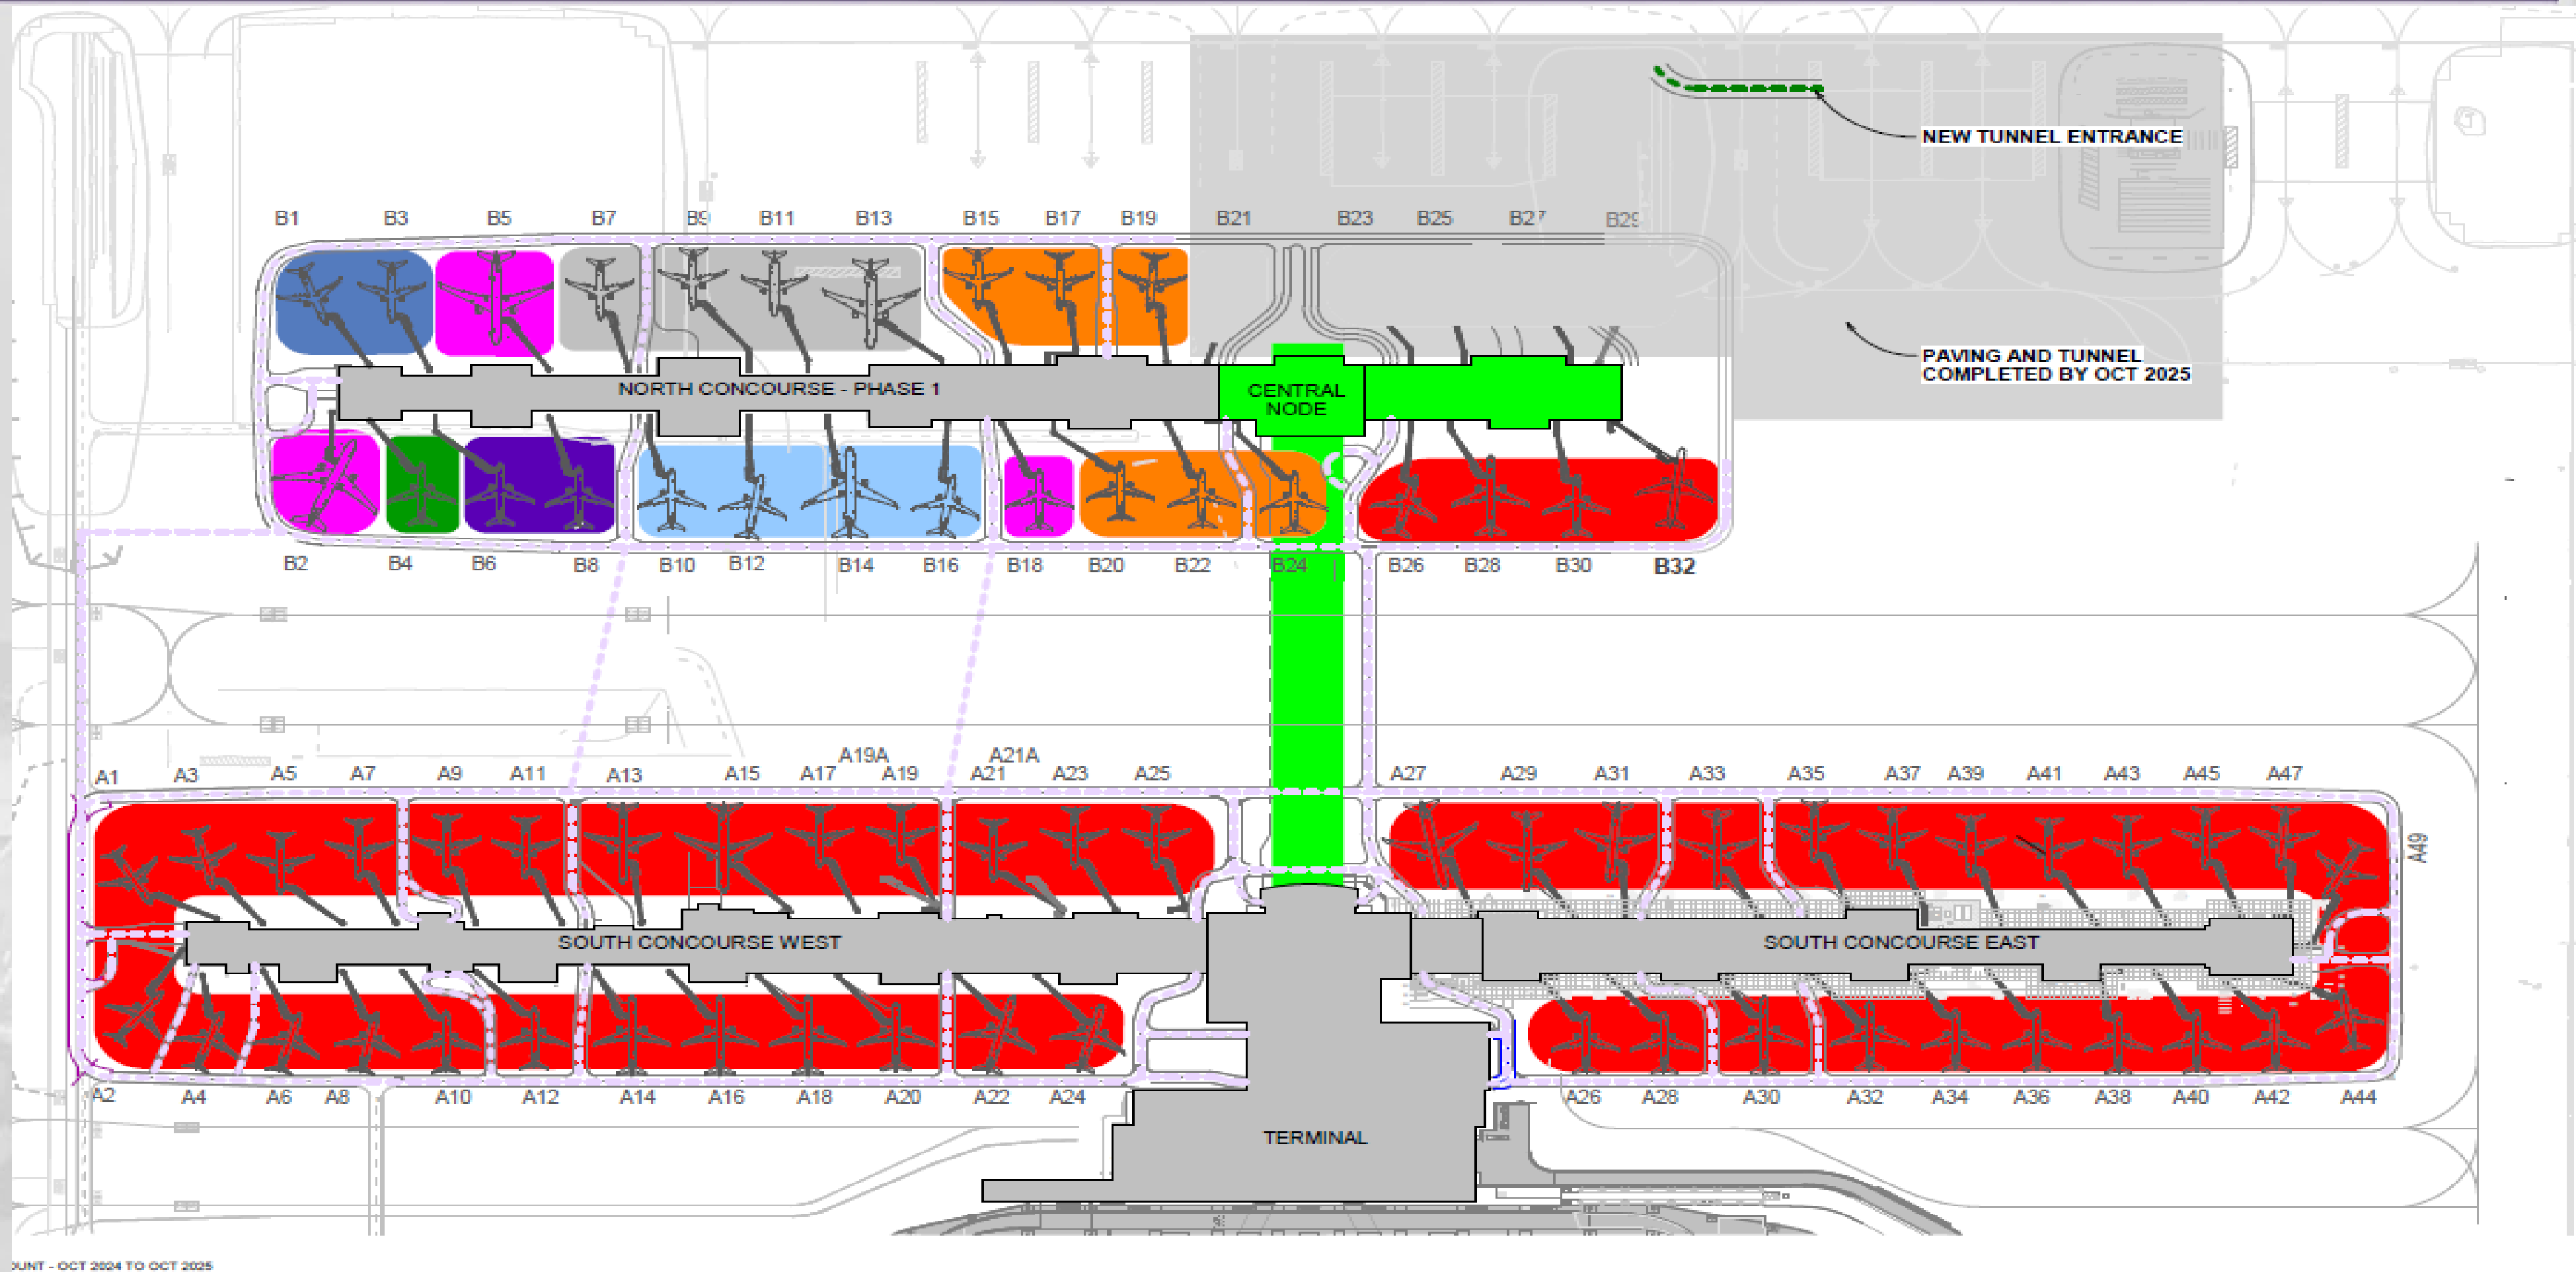 NEW TUNNEL ENTRANCE
B1 B3 B5 B7 B9 B11 B13 B15 B17 B19 B21 B23 B25 B27 B29
PAVING AND TUNNEL
COMPLETED BY OCT 2025
NORTH CONCOURSE - PHASE 1
CENTRAL
NODE
B2 B4 B6 B8 B10 B12 B14 B16 B18 B20 B22 B24 B26 B28 B30 B32
A19A A21A
A1 A3 A5 A7 A9 A11 A13 A15 A17 A19 A21 A23 A25 A27 A29 A31 A33 A35 A37 A39 A41 A43 A45 A47
A49
SOUTH CONCOURSE WEST
SOUTH CONCOURSE EAST
A2 A4 A6 A8 A10 A12 A14 A16 A18 A20 A22 A24 A26 A28 A30 A32 A34 A36 A38 A40 A42 A44
TERMINAL
OUNT - OCT 2024 TO OCT 2025